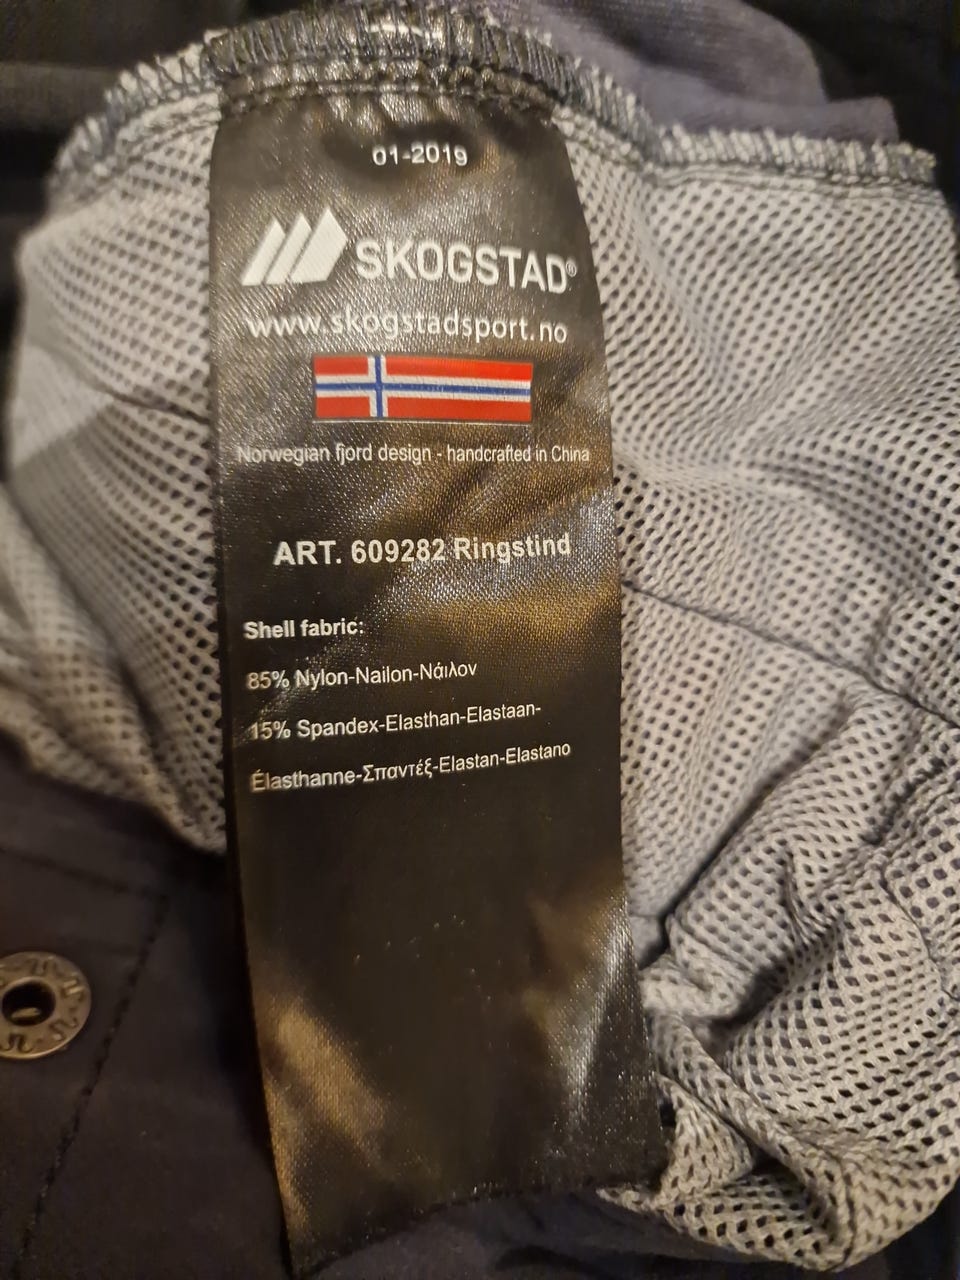 01-2019
SKOGSTAD®
www.skogstadsport.no
Norwegian fjord design - handcrafted in China
ART. 609282 Ringstind
Shell fabric:
85% Nylon-Nailon-Νάιλον
15% Spandex-Elasthan-Elastaan-
Élasthanne-Σπαντέξ-Elastan-Elastano